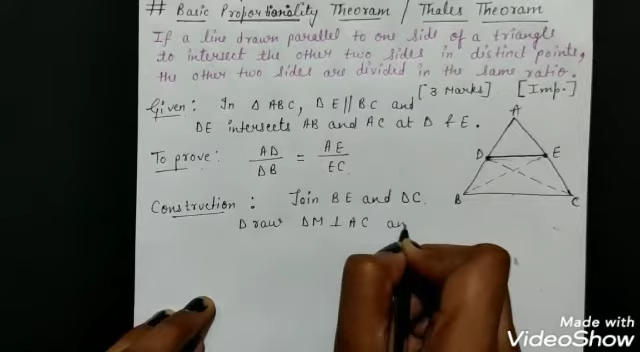 # Basic Proportionality Theoram / Thales Theoram
If a line drawn parallel to one side of a triangle
to intersect the other two sides in distinct points,
the other two sides are divided in the same ratio.
[3 Marks] [Imp.]
Given : In Δ ABC, DE || BC and
DE intersects AB and AC at D & E.
To prove : AD/DB = AE/EC
Construction : Join BE and DC.
Draw DM ⊥ AC an
A
D E
B C
Made with
VideoShow